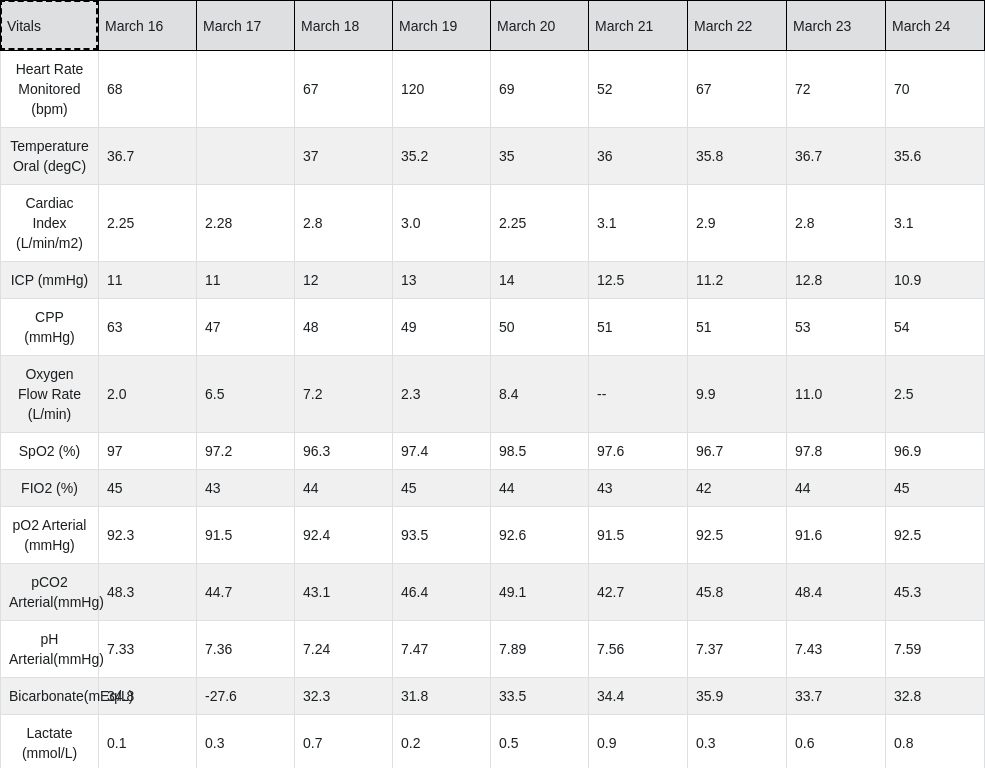 Vitals March 16 March 17 March 18 March 19 March 20 March 21 March 22 March 23 March 24
Heart Rate
Monitored
(bpm)
68 67 120 69 52 67 72 70
Temperature
Oral (degC)
36.7 37 35.2 35 36 35.8 36.7 35.6
Cardiac
Index
(L/min/m2)
2.25 2.28 2.8 3.0 2.25 3.1 2.9 2.8 3.1
ICP (mmHg) 11 11 12 13 14 12.5 11.2 12.8 10.9
CPP
(mmHg)
63 47 48 49 50 51 51 53 54
Oxygen
Flow Rate
(L/min)
2.0 6.5 7.2 2.3 8.4 -- 9.9 11.0 2.5
SpO2 (%) 97 97.2 96.3 97.4 98.5 97.6 96.7 97.8 96.9
FIO2 (%) 45 43 44 45 44 43 42 44 45
pO2 Arterial
(mmHg)
92.3 91.5 92.4 93.5 92.6 91.5 92.5 91.6 92.5
pCO2
Arterial(mmHg)
48.3 44.7 43.1 46.4 49.1 42.7 45.8 48.4 45.3
pH
Arterial(mmHg)
7.33 7.36 7.24 7.47 7.89 7.56 7.37 7.43 7.59
Bicarbonate(mEq/L) 34.8 -27.6 32.3 31.8 33.5 34.4 35.9 33.7 32.8
Lactate
(mmol/L)
0.1 0.3 0.7 0.2 0.5 0.9 0.3 0.6 0.8